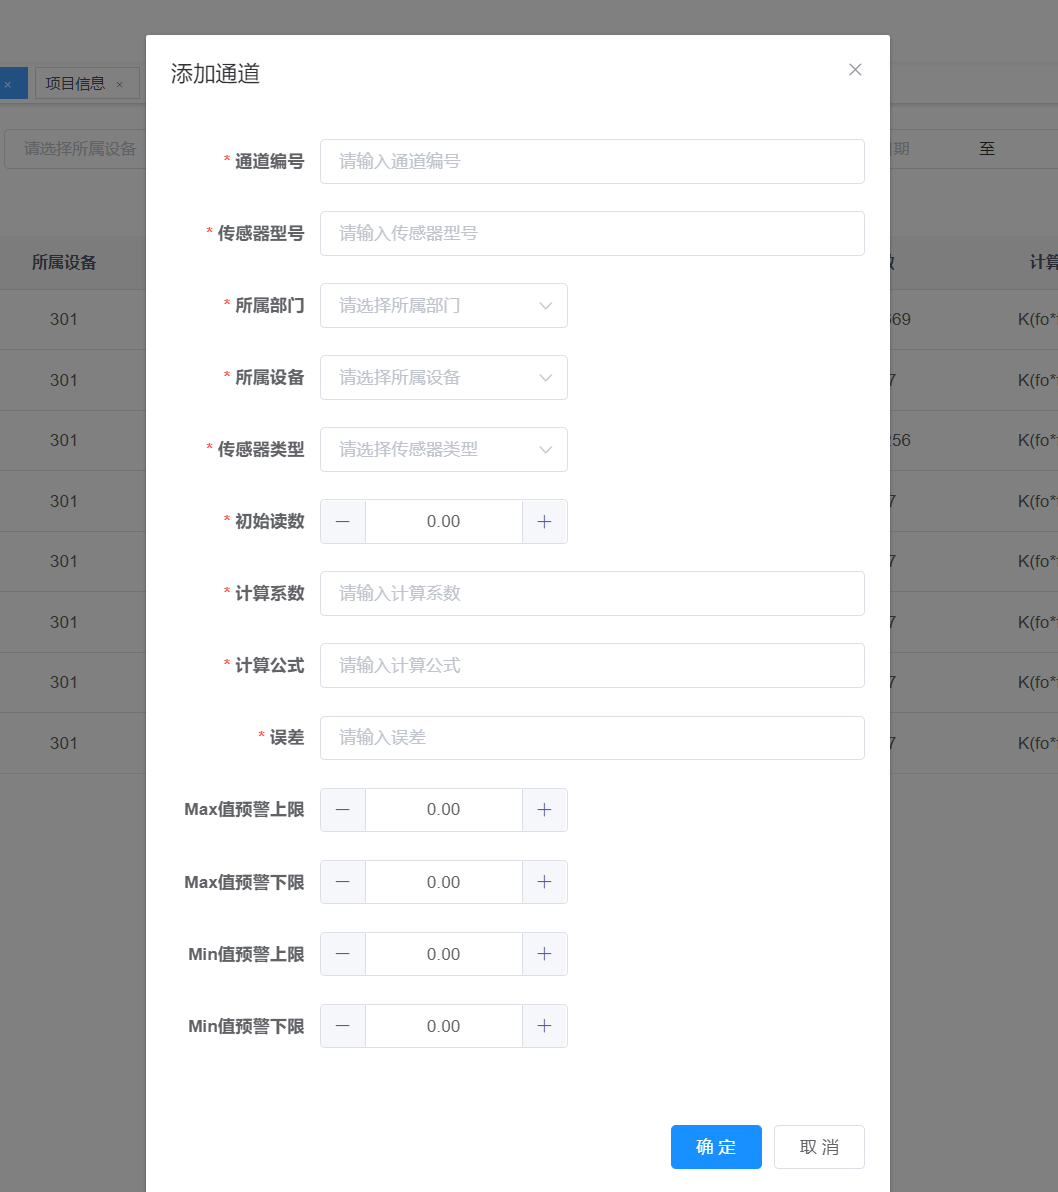 添加通道
× 项目信息 ×
请选择所属设备 期 至
* 通道编号 请输入通道编号
* 传感器型号 请输入传感器型号
所属设备 计算
* 所属部门 请选择所属部门
301 69 K(fo*
* 所属设备 请选择所属设备
301 7 K(fo*
* 传感器类型 请选择传感器类型
301 256 K(fo*
* 初始读数 0.00
301 7 K(fo*
301 7 K(fo*
* 计算系数 请输入计算系数
301 7 K(fo*
* 计算公式 请输入计算公式
301 7 K(fo*
* 误差 请输入误差
301 7 K(fo*
Max值预警上限 0.00
Max值预警下限 0.00
Min值预警上限 0.00
Min值预警下限 0.00
确 定 取 消